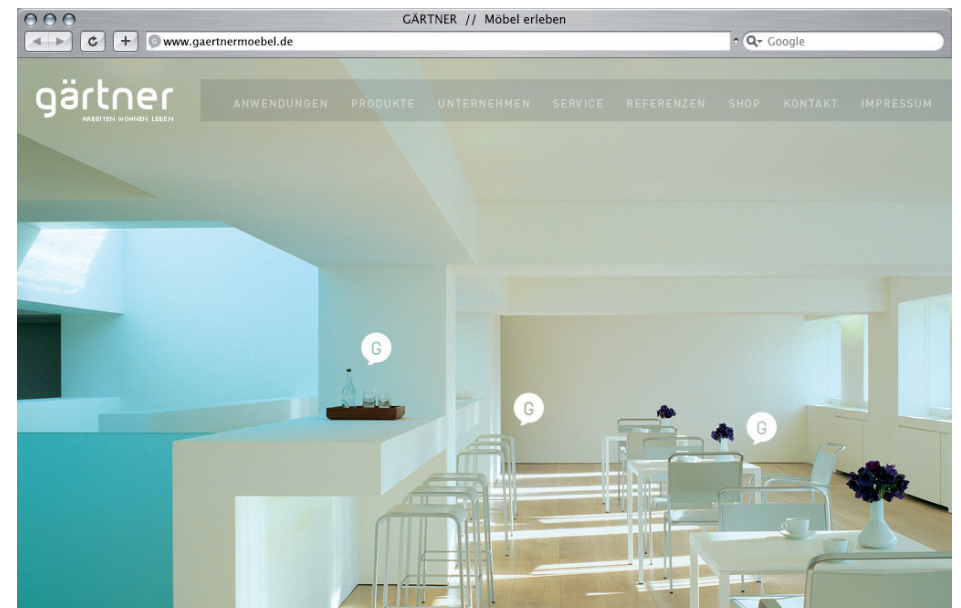 GÄRTNER // Möbel erleben
G www.gaertnermoebel.de
Google
gärtner
ARBEITEN WOHNEN LEBEN
ANWENDUNGEN PRODUKTE UNTERNEHMEN SERVICE REFERENZEN SHOP KONTAKT IMPRESSUM
G
G
G